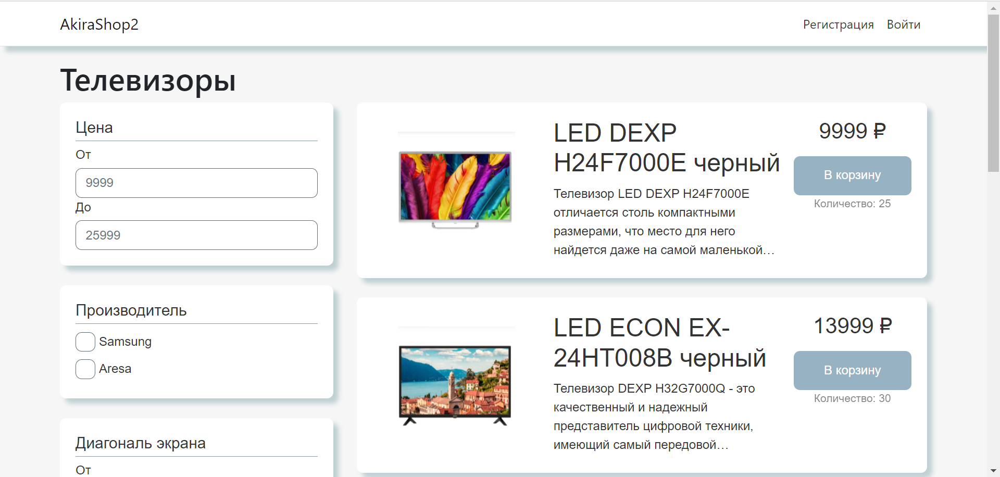 AkiraShop2
Регистрация Войти
Телевизоры
Цена
От
9999
До
25999
Производитель
Samsung
Aresa
Диагональ экрана
От
LED DEXP
H24F7000E черный
Телевизор LED DEXP H24F7000E
отличается столь компактными
размерами, что место для него
найдется даже на самой маленькой…
9999 ₽
В корзину
Количество: 25
LED ECON EX-
24HT008B черный
Телевизор DEXP H32G7000Q - это
качественный и надежный
представитель цифровой техники,
имеющий самый передовой…
13999 ₽
В корзину
Количество: 30